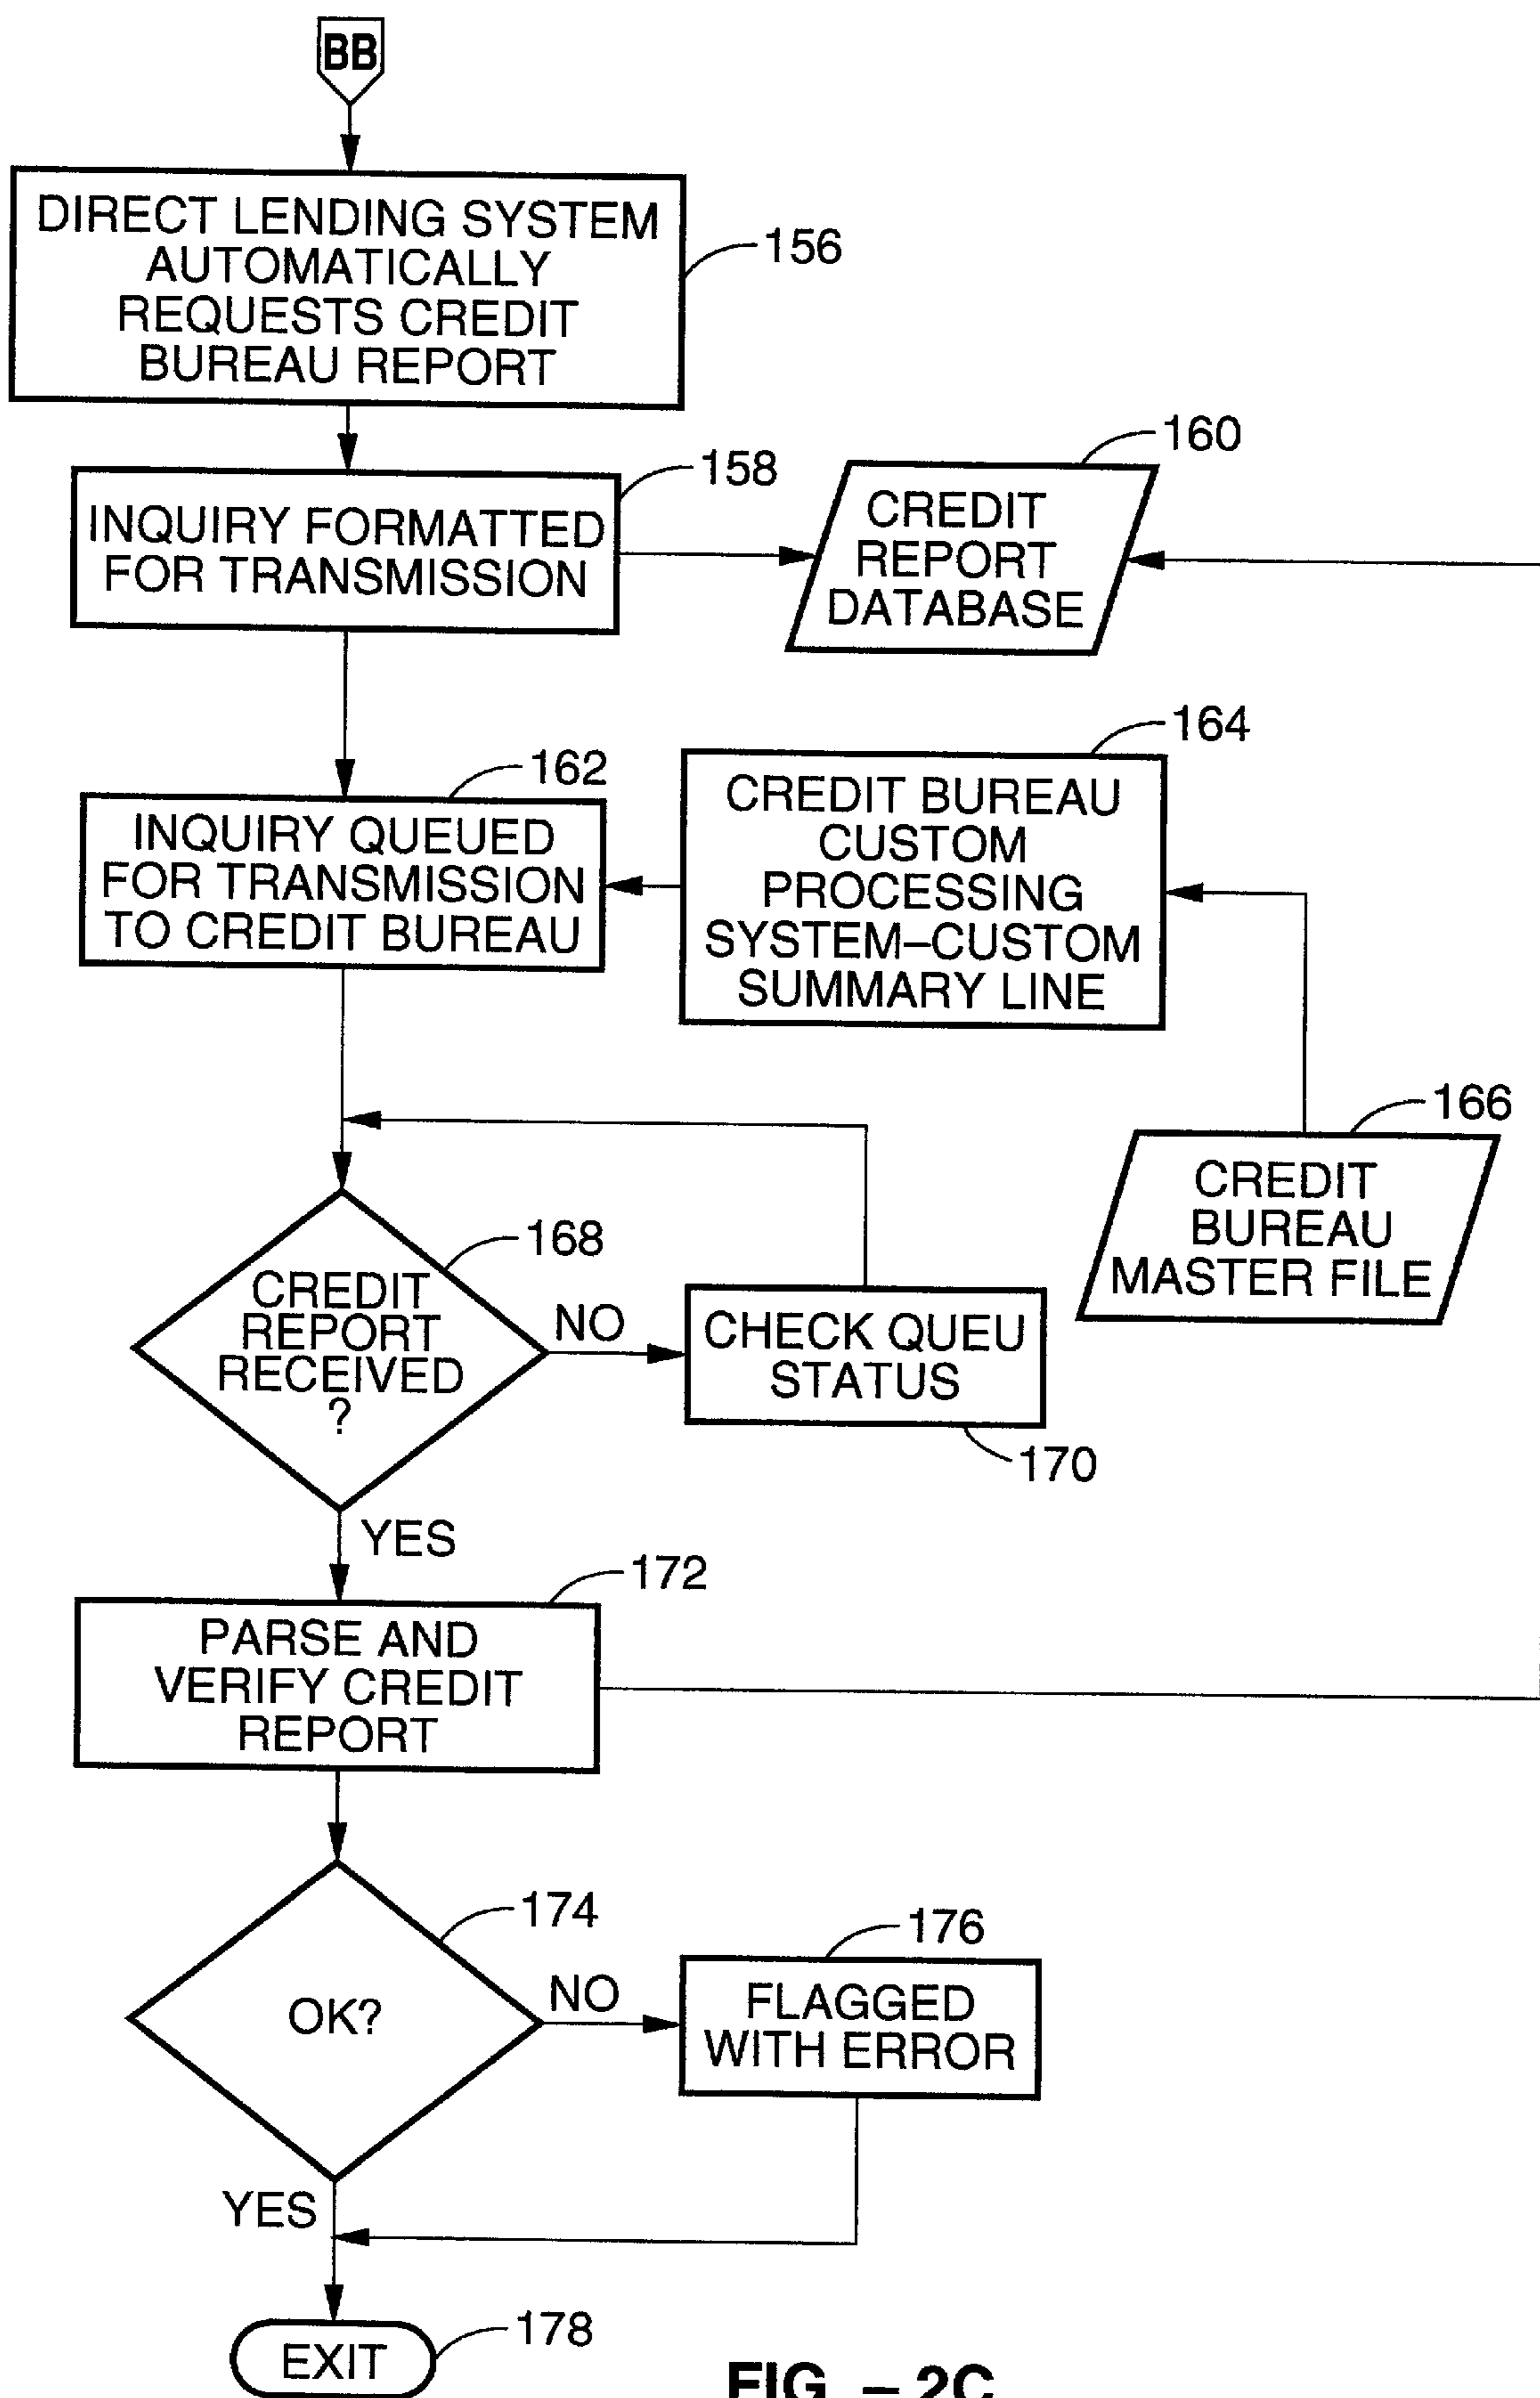 BB
DIRECT LENDING SYSTEM
AUTOMATICALLY
REQUESTS CREDIT
BUREAU REPORT
156
158
INQUIRY FORMATTED
FOR TRANSMISSION
160
CREDIT
REPORT
DATABASE
162
INQUIRY QUEUED
FOR TRANSMISSION
TO CREDIT BUREAU
164
CREDIT BUREAU
CUSTOM
PROCESSING
SYSTEM–CUSTOM
SUMMARY LINE
166
CREDIT
BUREAU
MASTER FILE
168
CREDIT
REPORT
RECEIVED
?
NO
CHECK QUEU
STATUS
170
YES
172
PARSE AND
VERIFY CREDIT
REPORT
174
OK?
NO
176
FLAGGED
WITH ERROR
YES
EXIT
178
FIG. – 2C